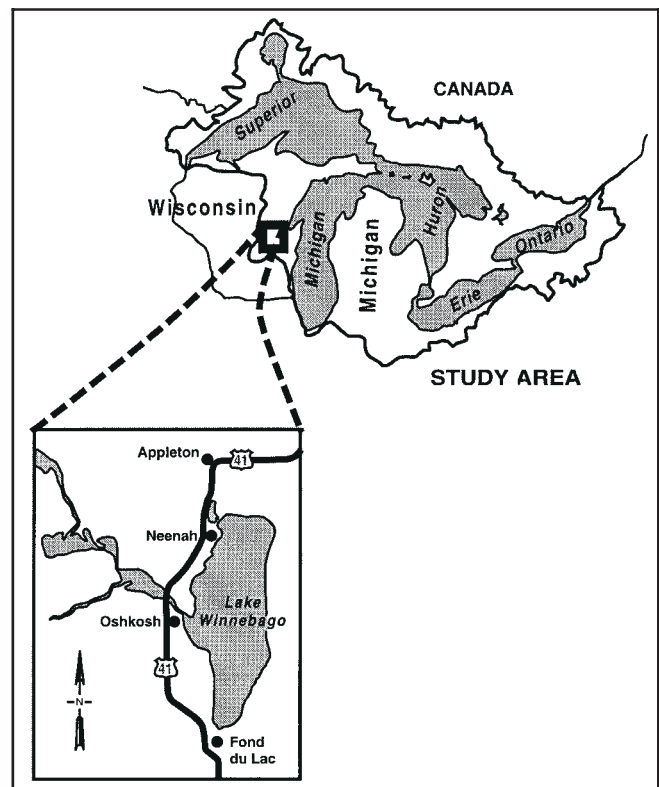 CANADA
Superior
Wisconsin
Michigan
Michigan
Huron
Ontario
Erie
STUDY AREA
Appleton
41
Neenah
Lake
Winnebago
Oshkosh
41
N
Fond
du Lac